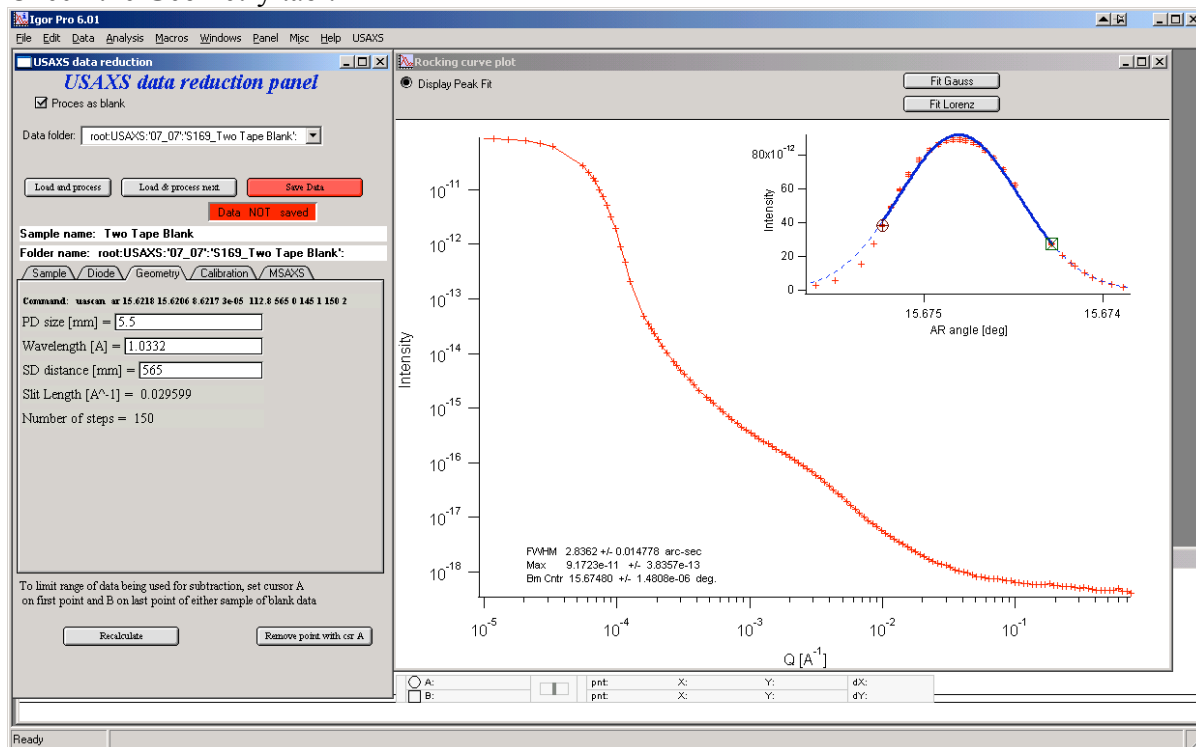 Igor Pro 6.01
File Edit Data Analysis Macros Windows Panel Misc Help USAXS
USAXS data reduction
USAXS data reduction panel
Proces as blank
Data folder: root:USAXS:'07_07':'S169_Two Tape Blank':
Load and process Load & process next Save Data
Data NOT saved
Sample name: Two Tape Blank
Folder name: root:USAXS:'07_07':'S169_Two Tape Blank':
Sample Diode Geometry Calibration MSAXS
Command: uascan ar 15.6218 15.6206 8.6217 3e-05 112.8 565 0 145 1 150 2
PD size [mm] = 5.5
Wavelength [A] = 1.0332
SD distance [mm] = 565
Slit Length [A^-1] = 0.029599
Number of steps = 150
To limit range of data being used for subtraction, set cursor A
on first point and B on last point of either sample of blank data
Recalculate Remove point with csr A
Rocking curve plot
Display Peak Fit
Fit Gauss
Fit Lorenz
Intensity
10^-11
10^-12
10^-13
10^-14
10^-15
10^-16
10^-17
10^-18
10^-5 10^-4 10^-3 10^-2 10^-1
Q [A^-1]
80x10^-12
60
40
20
0
Intensity
15.675 15.674
AR angle [deg]
FWHM 2.8362 +/- 0.014778 arc-sec
Max 9.1723e-11 +/- 3.8357e-13
Bm Cntr 15.67480 +/- 1.4808e-06 deg.
A: pnt: X: Y: dX:
B: pnt: X: Y: dY:
Ready